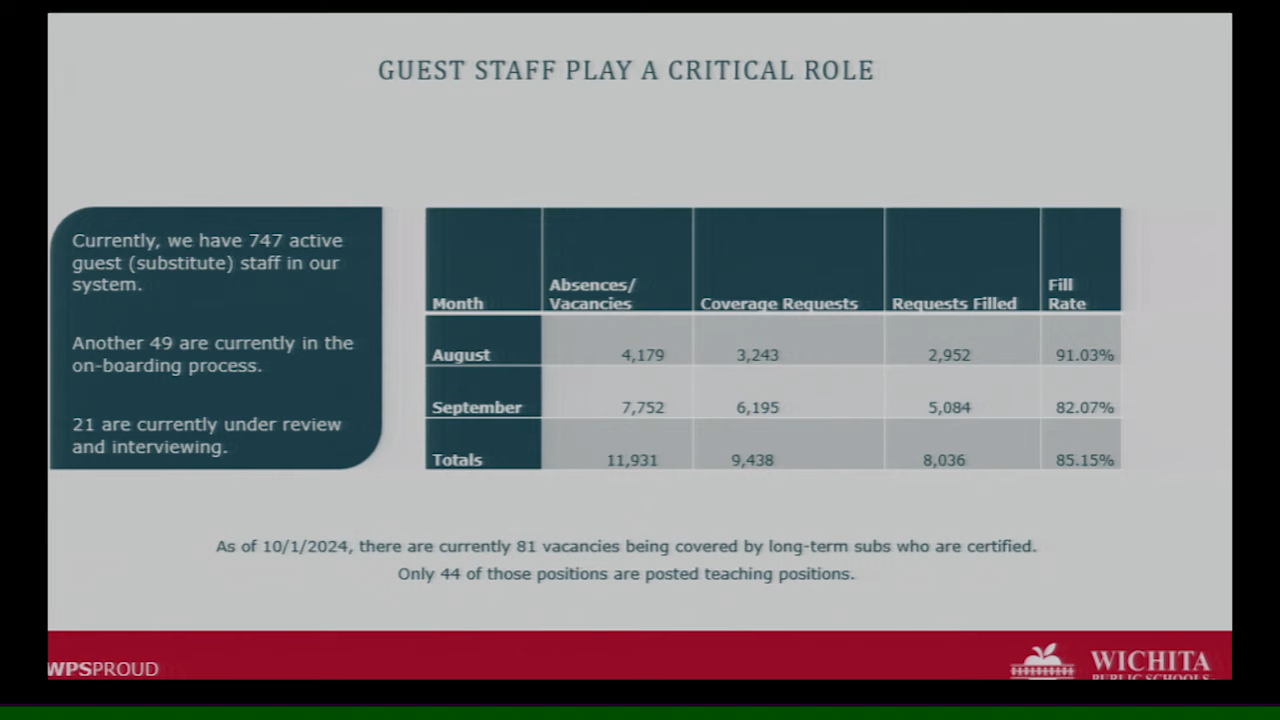 GUEST STAFF PLAY A CRITICAL ROLE
Currently, we have 747 active
guest (substitute) staff in our
system.
Another 49 are currently in the
on-boarding process.
21 are currently under review
and interviewing.
Month Absences/ Vacancies Coverage Requests Requests Filled Fill Rate
August 4,179 3,243 2,952 91.03%
September 7,752 6,195 5,084 82.07%
Totals 11,931 9,438 8,036 85.15%
As of 10/1/2024, there are currently 81 vacancies being covered by long-term subs who are certified.
Only 44 of those positions are posted teaching positions.
WPSPROUD
WICHITA
PUBLIC SCHOOLS